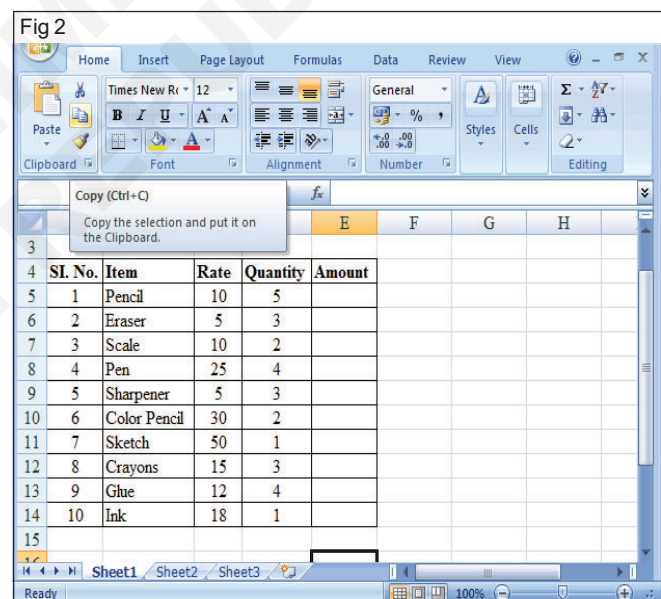 Fig 2
Home Insert Page Layout Formulas Data Review View
Paste
Times New Ro 12
B I U A A
A
General
% ,
.0 .00 .00 .0
A
Styles
Cells
Σ A Z
Clipboard Font Alignment Number Editing
Copy (Ctrl+C)
Copy the selection and put it on
the Clipboard.
fx
E F G H
3
4 SI. No. Item Rate Quantity Amount
5 1 Pencil 10 5
6 2 Eraser 5 3
7 3 Scale 10 2
8 4 Pen 25 4
9 5 Sharpener 5 3
10 6 Color Pencil 30 2
11 7 Sketch 50 1
12 8 Crayons 15 3
13 9 Glue 12 4
14 10 Ink 18 1
15
Sheet1 Sheet2 Sheet3
Ready 100%